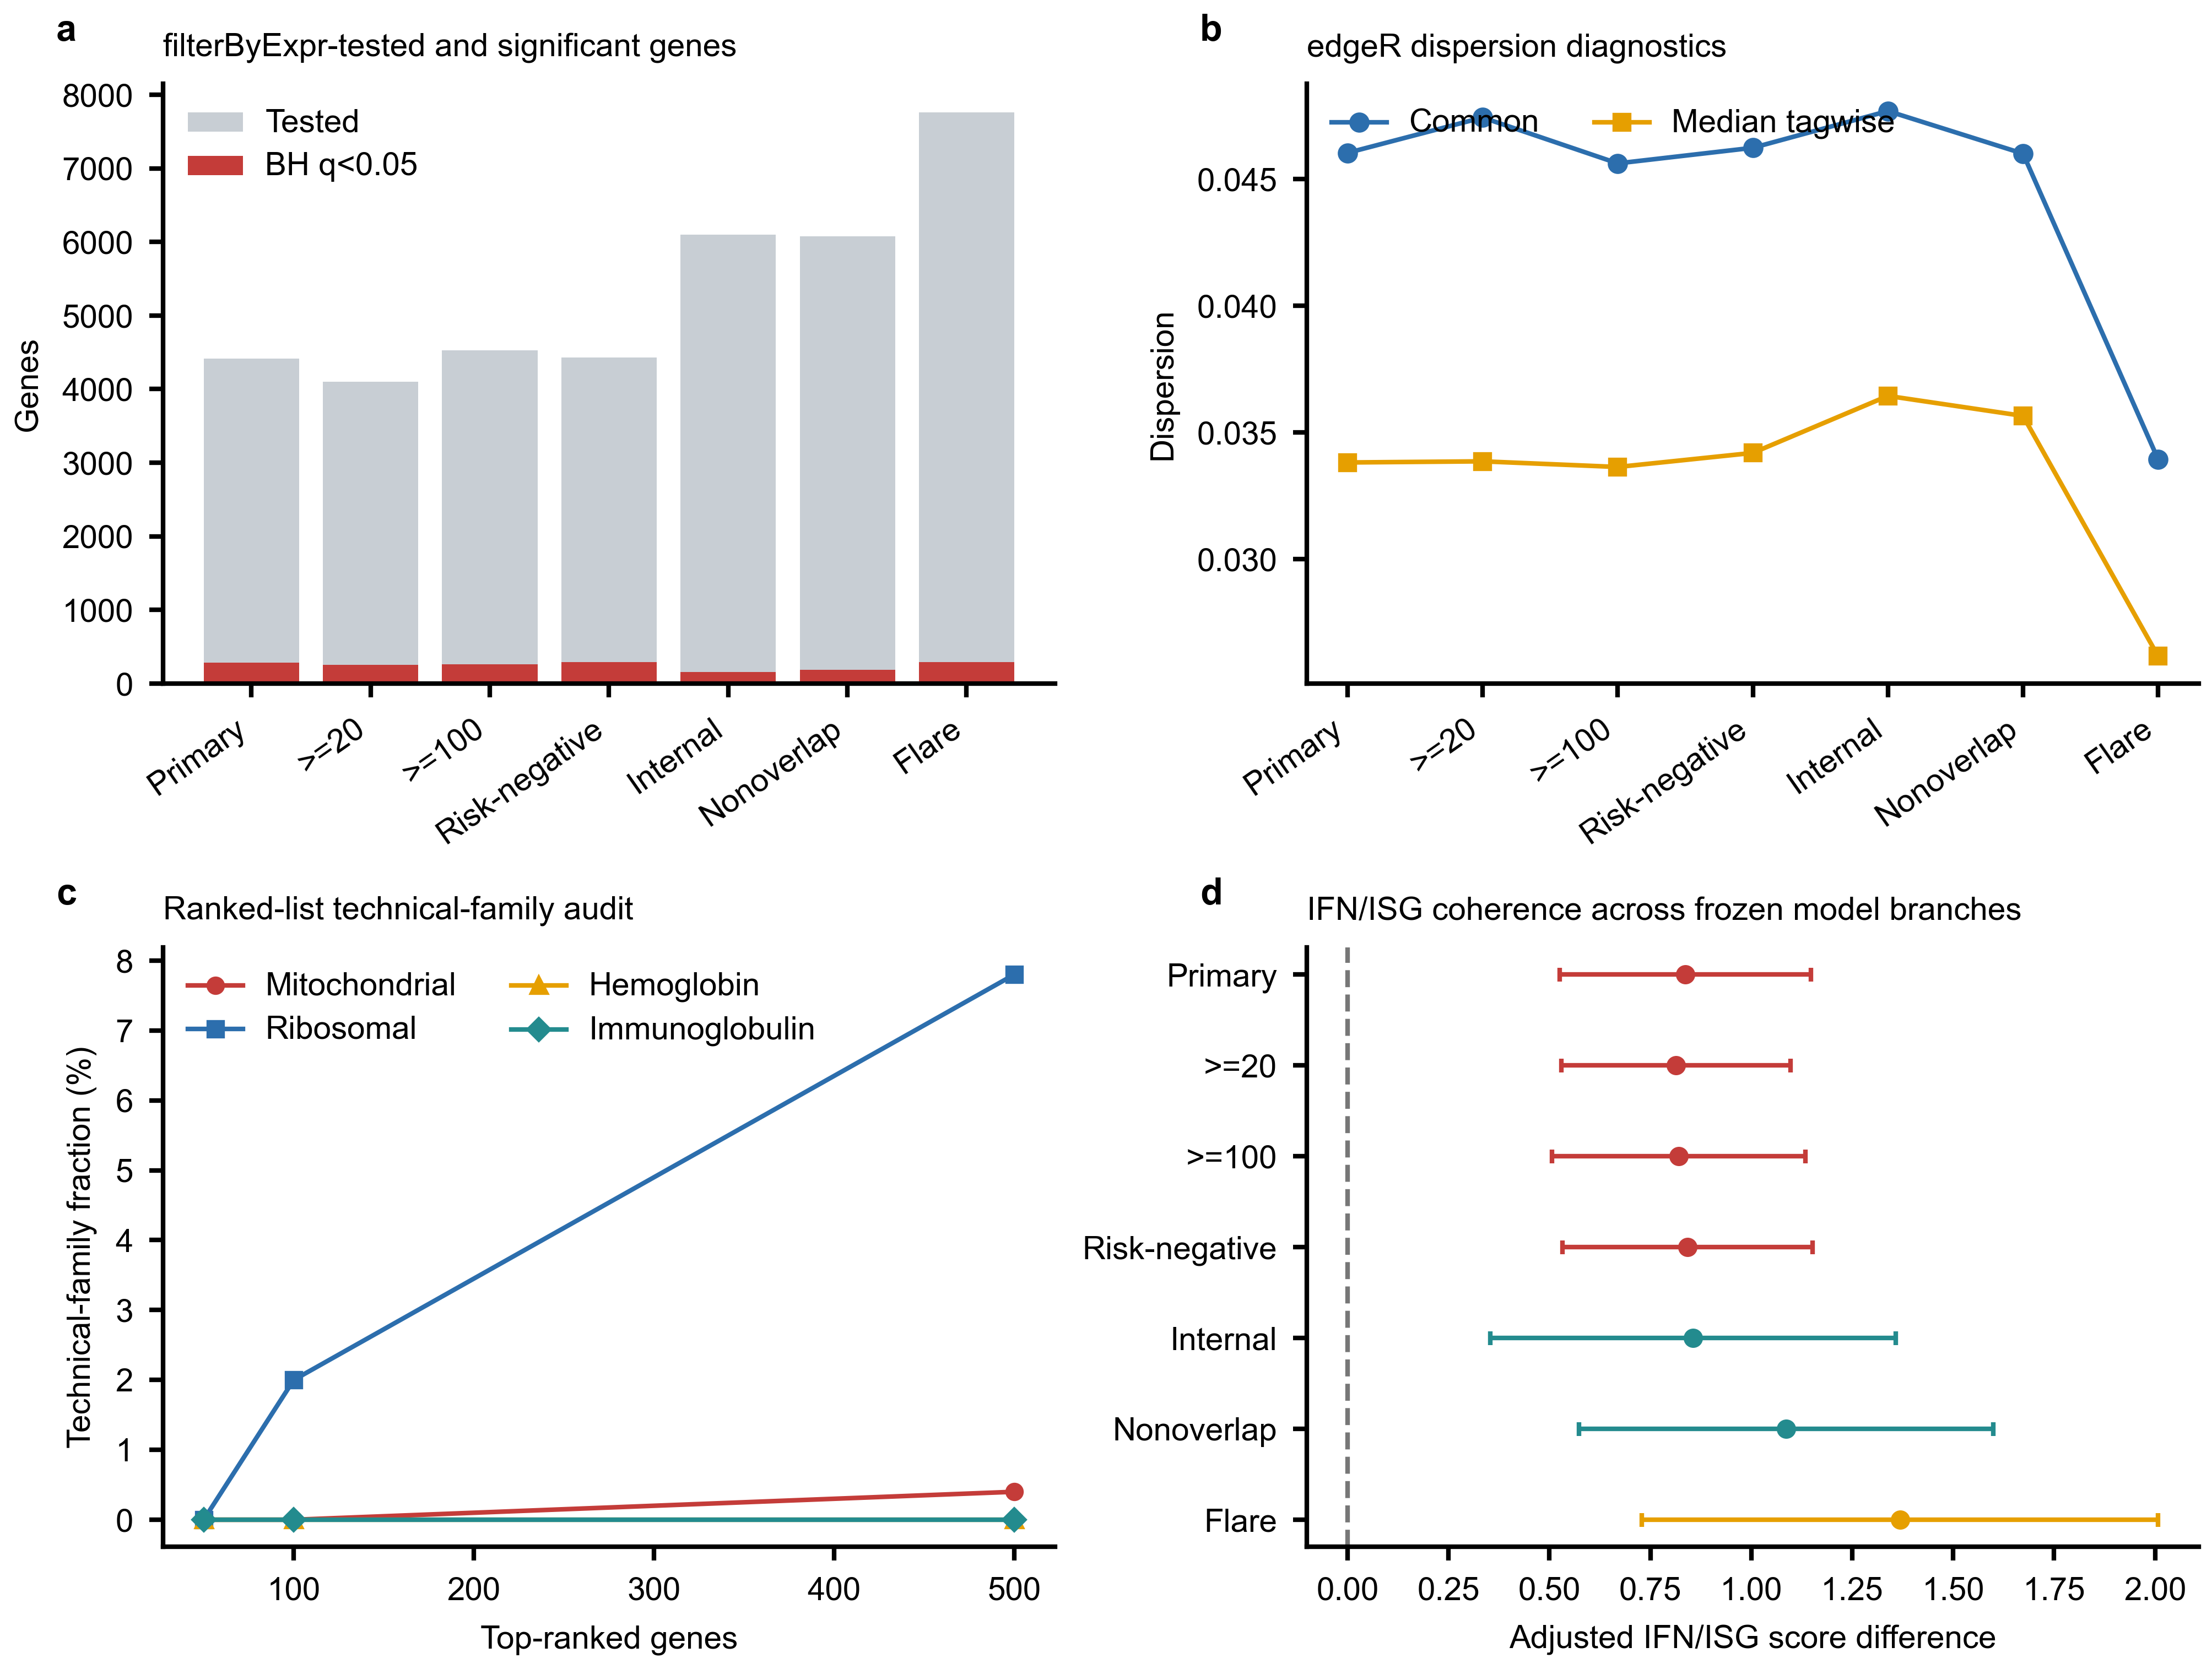 a
filterByExpr-tested and significant genes
8000
7000
6000
5000
4000
3000
2000
1000
0
Genes
Tested
BH q<0.05
Primary
>=20
>=100
Risk-negative
Internal
Nonoverlap
Flare
b
edgeR dispersion diagnostics
Common
Median tagwise
0.045
0.040
0.035
0.030
Dispersion
Primary
>=20
>=100
Risk-negative
Internal
Nonoverlap
Flare
c
Ranked-list technical-family audit
Mitochondrial
Ribosomal
Hemoglobin
Immunoglobulin
8
7
6
5
4
3
2
1
0
Technical-family fraction (%)
100 200 300 400 500
Top-ranked genes
d
IFN/ISG coherence across frozen model branches
Primary
>=20
>=100
Risk-negative
Internal
Nonoverlap
Flare
0.00 0.25 0.50 0.75 1.00 1.25 1.50 1.75 2.00
Adjusted IFN/ISG score difference